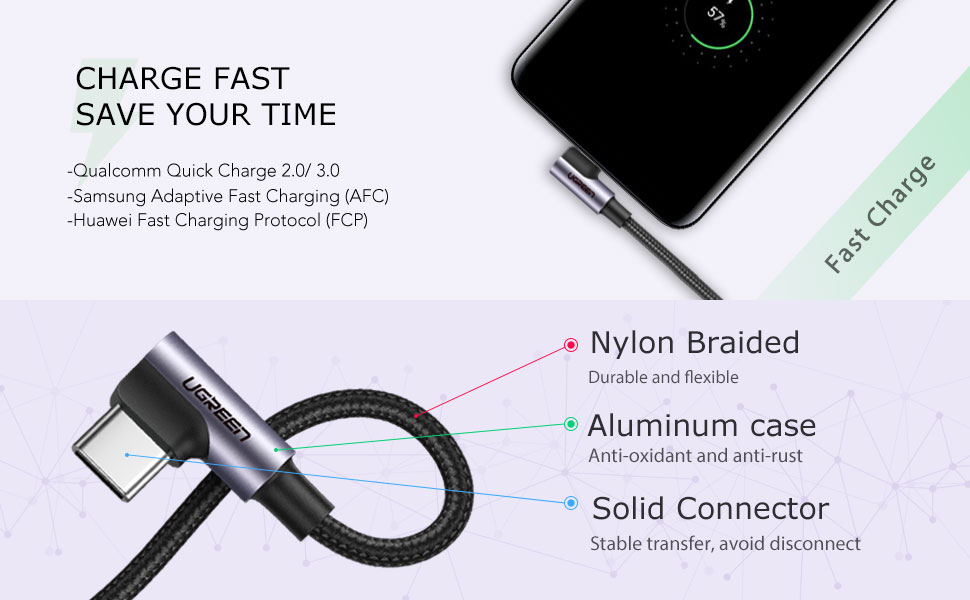 57%
CHARGE FAST
SAVE YOUR TIME
-Qualcomm Quick Charge 2.0/ 3.0
-Samsung Adaptive Fast Charging (AFC)
-Huawei Fast Charging Protocol (FCP)
UGREEN
Fast Charge
UGREEN
Nylon Braided
Durable and flexible
Aluminum case
Anti-oxidant and anti-rust
Solid Connector
Stable transfer, avoid disconnect